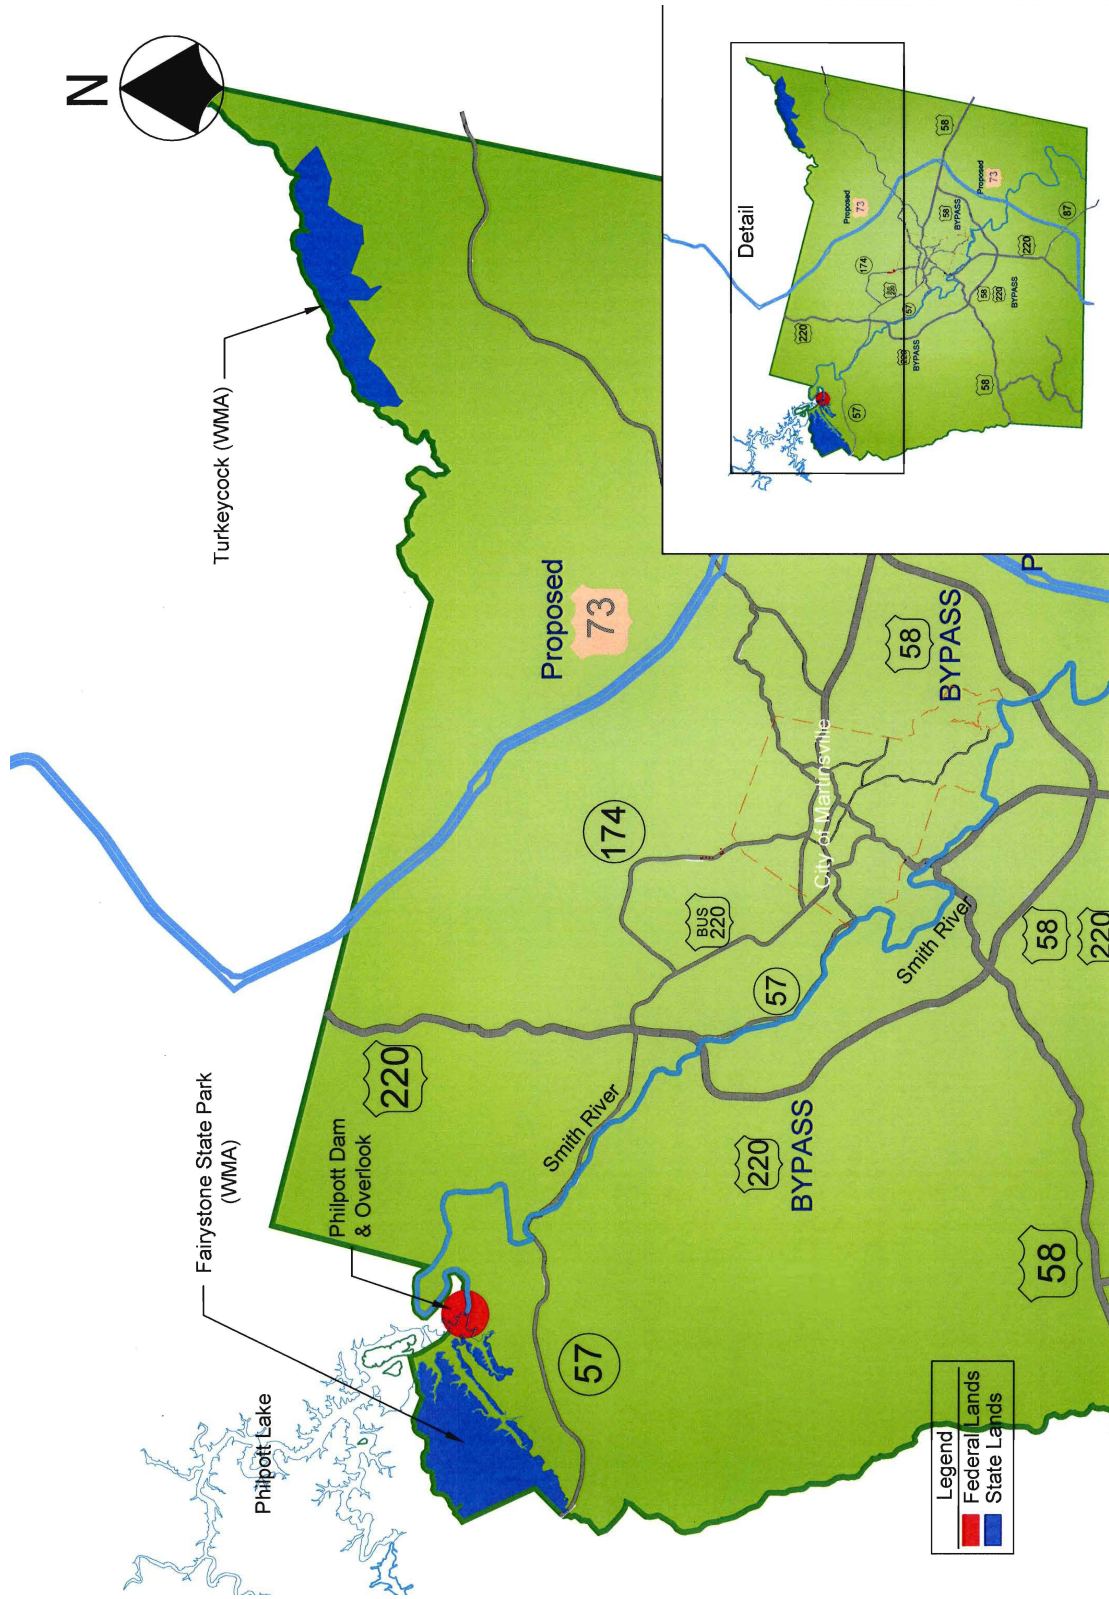 N
Turkeycock (WMA)
Fairystone State Park
(WMA)
Philpott Dam
& Overlook
Philpott Lake
220
Proposed
73
174
BUS
220
57
Smith River
City of Martinsville
58
BYPASS
Smith River
220
BYPASS
58
220
57
58
P
Legend
Federal Lands
State Lands
Detail
Proposed
73
58
174
220
57
58
BYPASS
Proposed
73
87
220
BYPASS
58
220
BYPASS
58
57